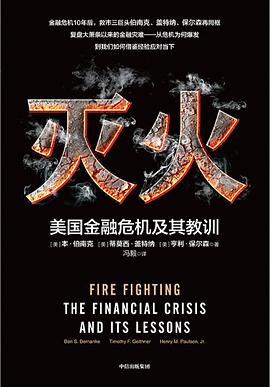 金融危机10年后，救市三巨头伯南克、盖特纳、保尔森再同框
复盘大萧条以来的金融灾难——从危机为何爆发
到我们如何借鉴经验应对当下
灭火
美国金融危机及其教训
[美]本·伯南克 [美]蒂莫西·盖特纳 [美]亨利·保尔森◎著
冯毅◎译
FIRE FIGHTING
THE FINANCIAL CRISIS
AND ITS LESSONS
Ben S. Bernanke Timothy F. Geithner Henry M. Paulson, Jr.
中信出版集团